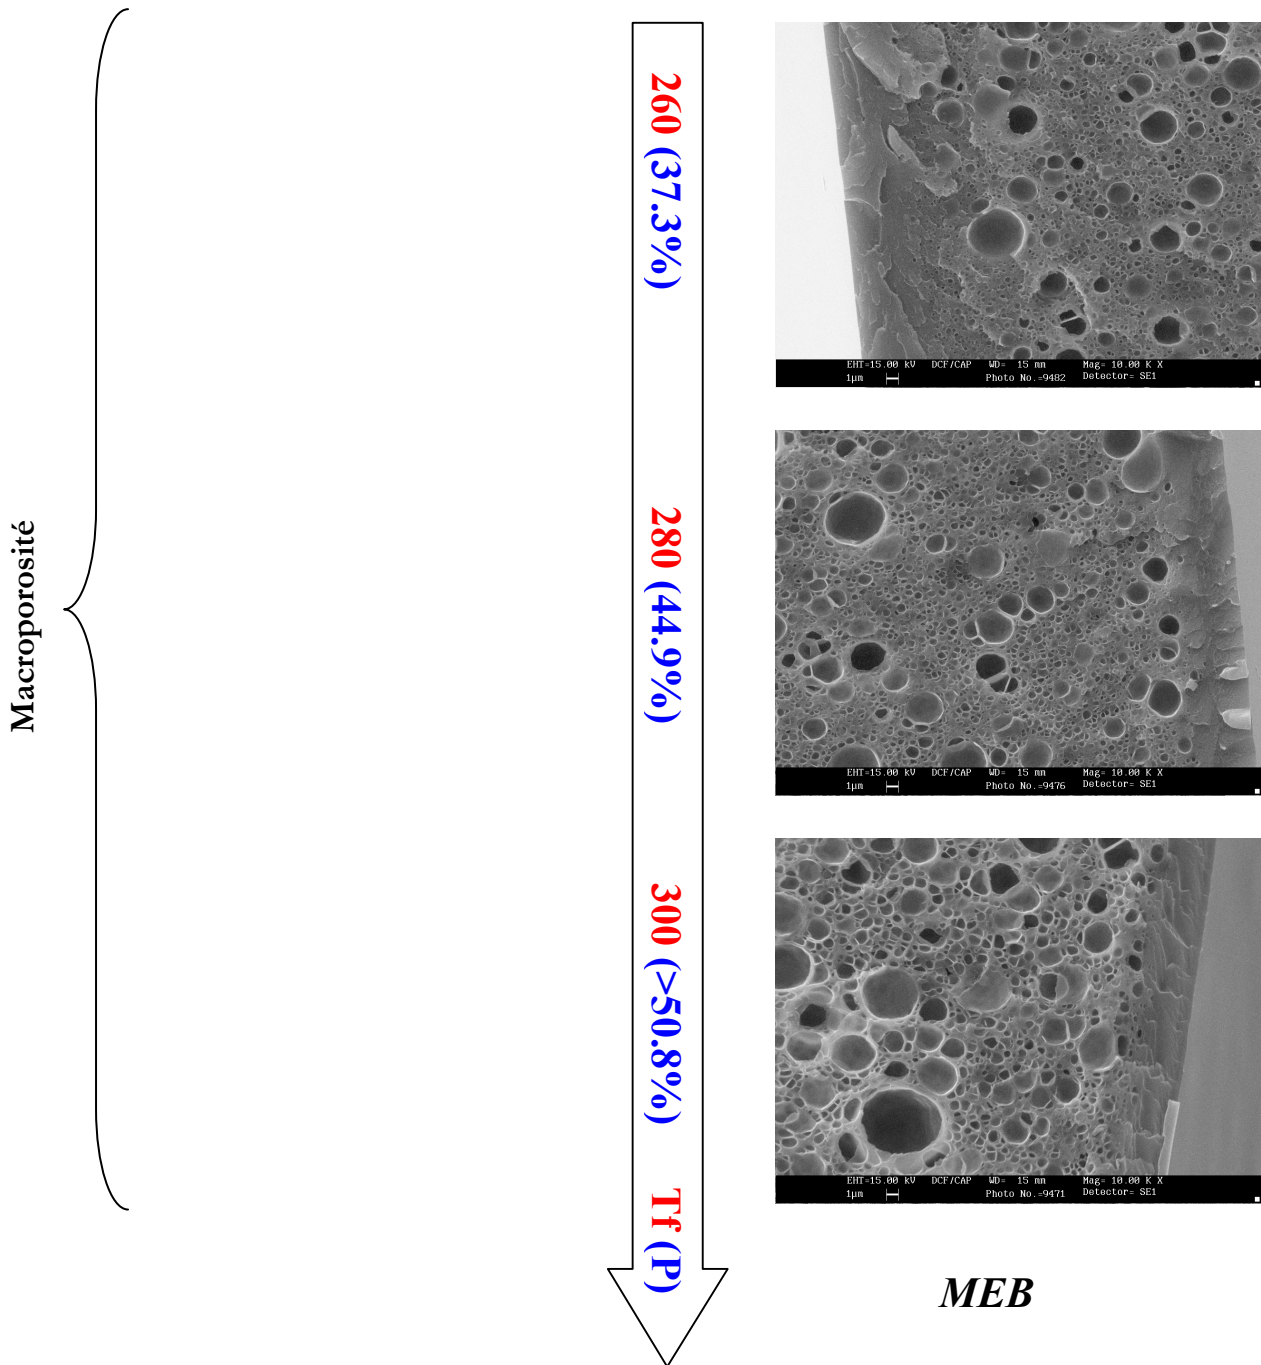 Macroporosité
260 (37.3%)
280 (44.9%)
300 (>50.8%)
Tf (P)
EHT=15.00 kV DCF/CAP WD= 15 mm Mag= 10.00 K X
1µm Photo No.=9482 Detector= SE1
EHT=15.00 kV DCF/CAP WD= 15 mm Mag= 10.00 K X
1µm Photo No.=9476 Detector= SE1
EHT=15.00 kV DCF/CAP WD= 15 mm Mag= 10.00 K X
1µm Photo No.=9471 Detector= SE1
MEB